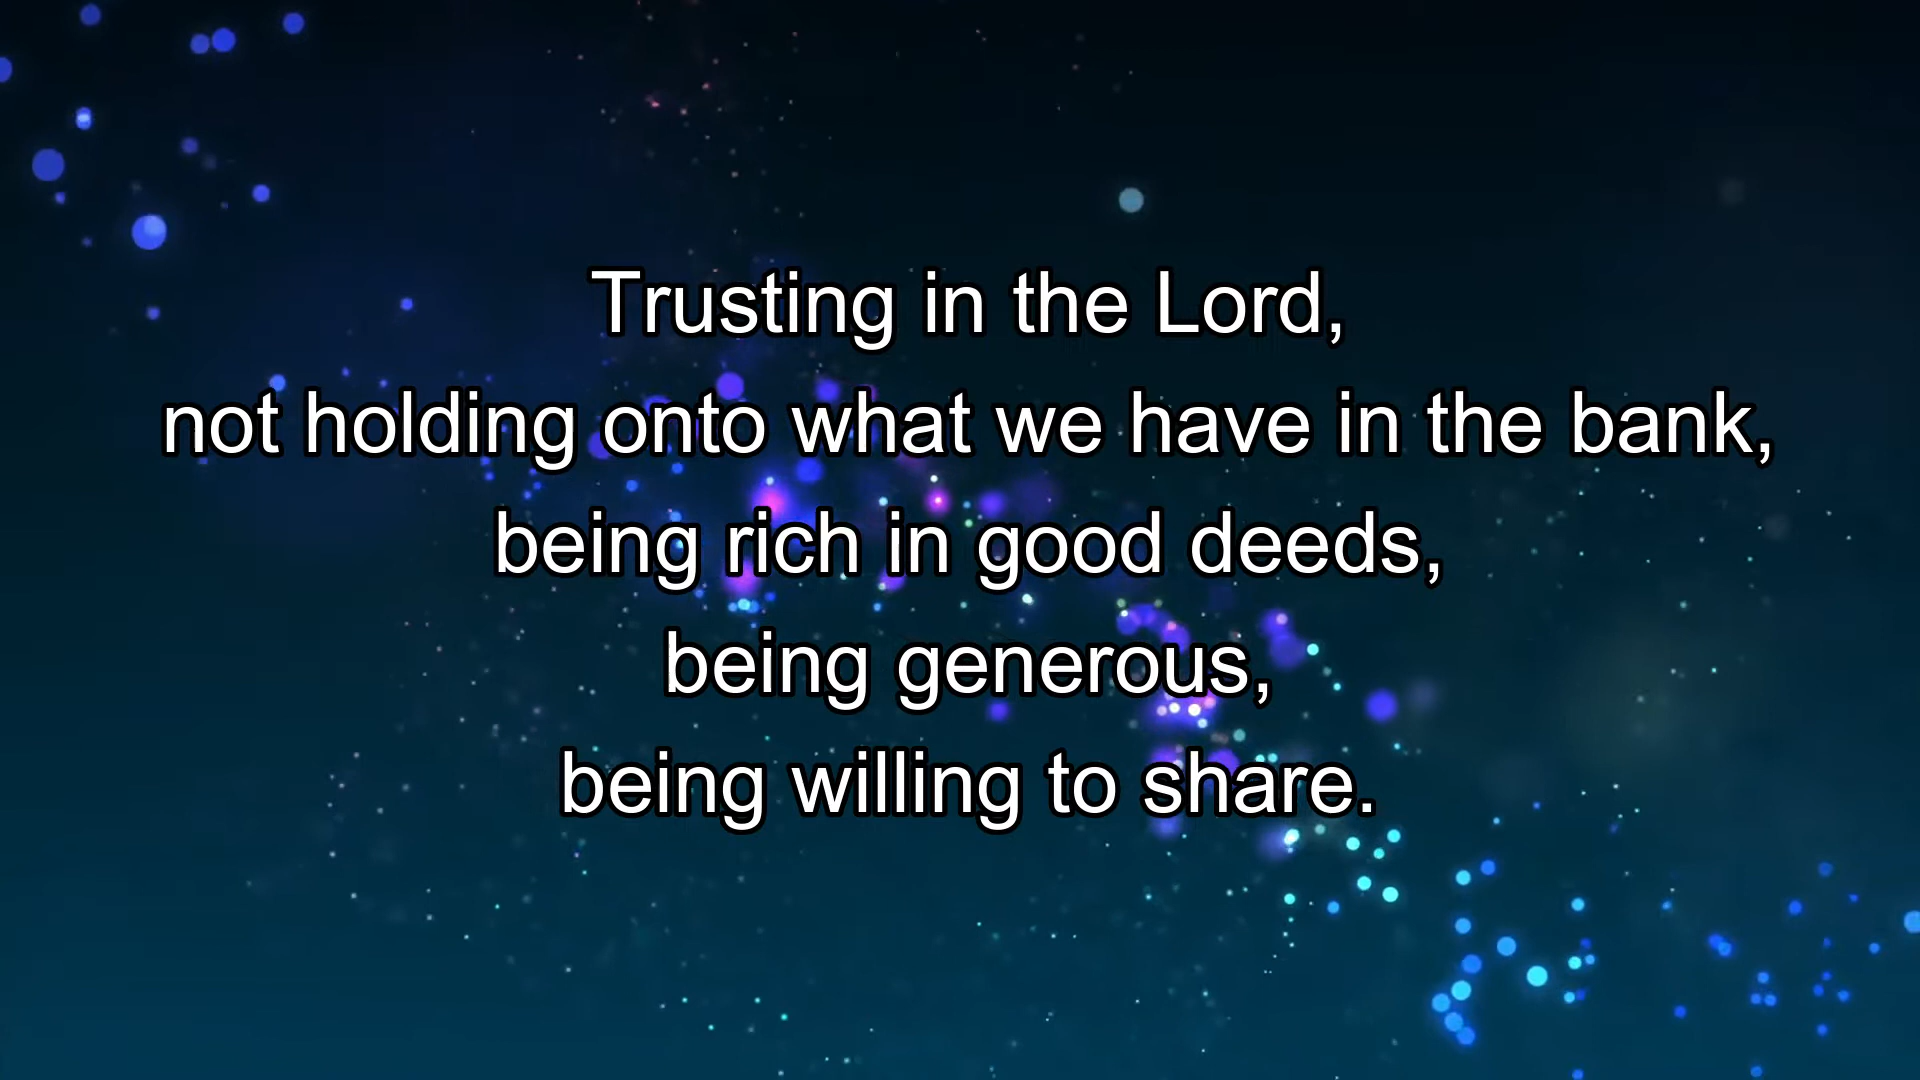 Trusting in the Lord,
not holding onto what we have in the bank,
being rich in good deeds,
being generous,
being willing to share.